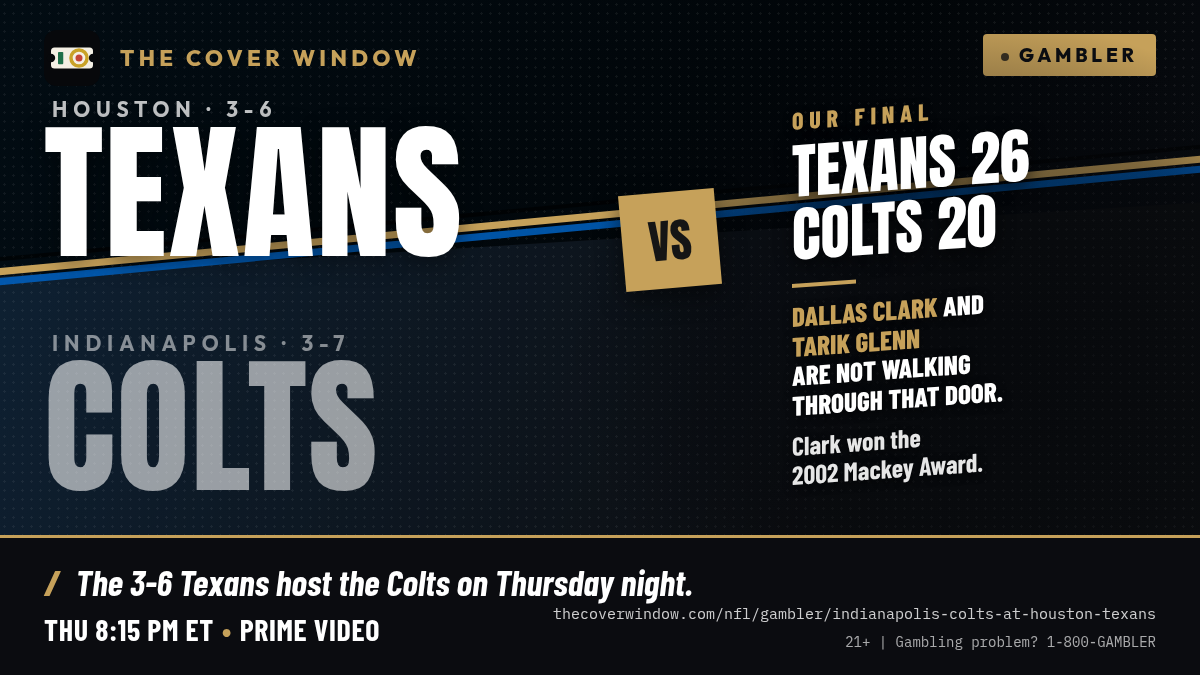 THE COVER WINDOW
• GAMBLER
HOUSTON · 3-6
TEXANS
INDIANAPOLIS · 3-7
COLTS
VS
OUR FINAL
TEXANS 26
COLTS 20
DALLAS CLARK AND
TARIK GLENN
ARE NOT WALKING
THROUGH THAT DOOR.
Clark won the
2002 Mackey Award.
/ The 3-6 Texans host the Colts on Thursday night.
THU 8:15 PM ET • PRIME VIDEO
thecoverwindow.com/nfl/gambler/indianapolis-colts-at-houston-texans
21+ | Gambling problem? 1-800-GAMBLER